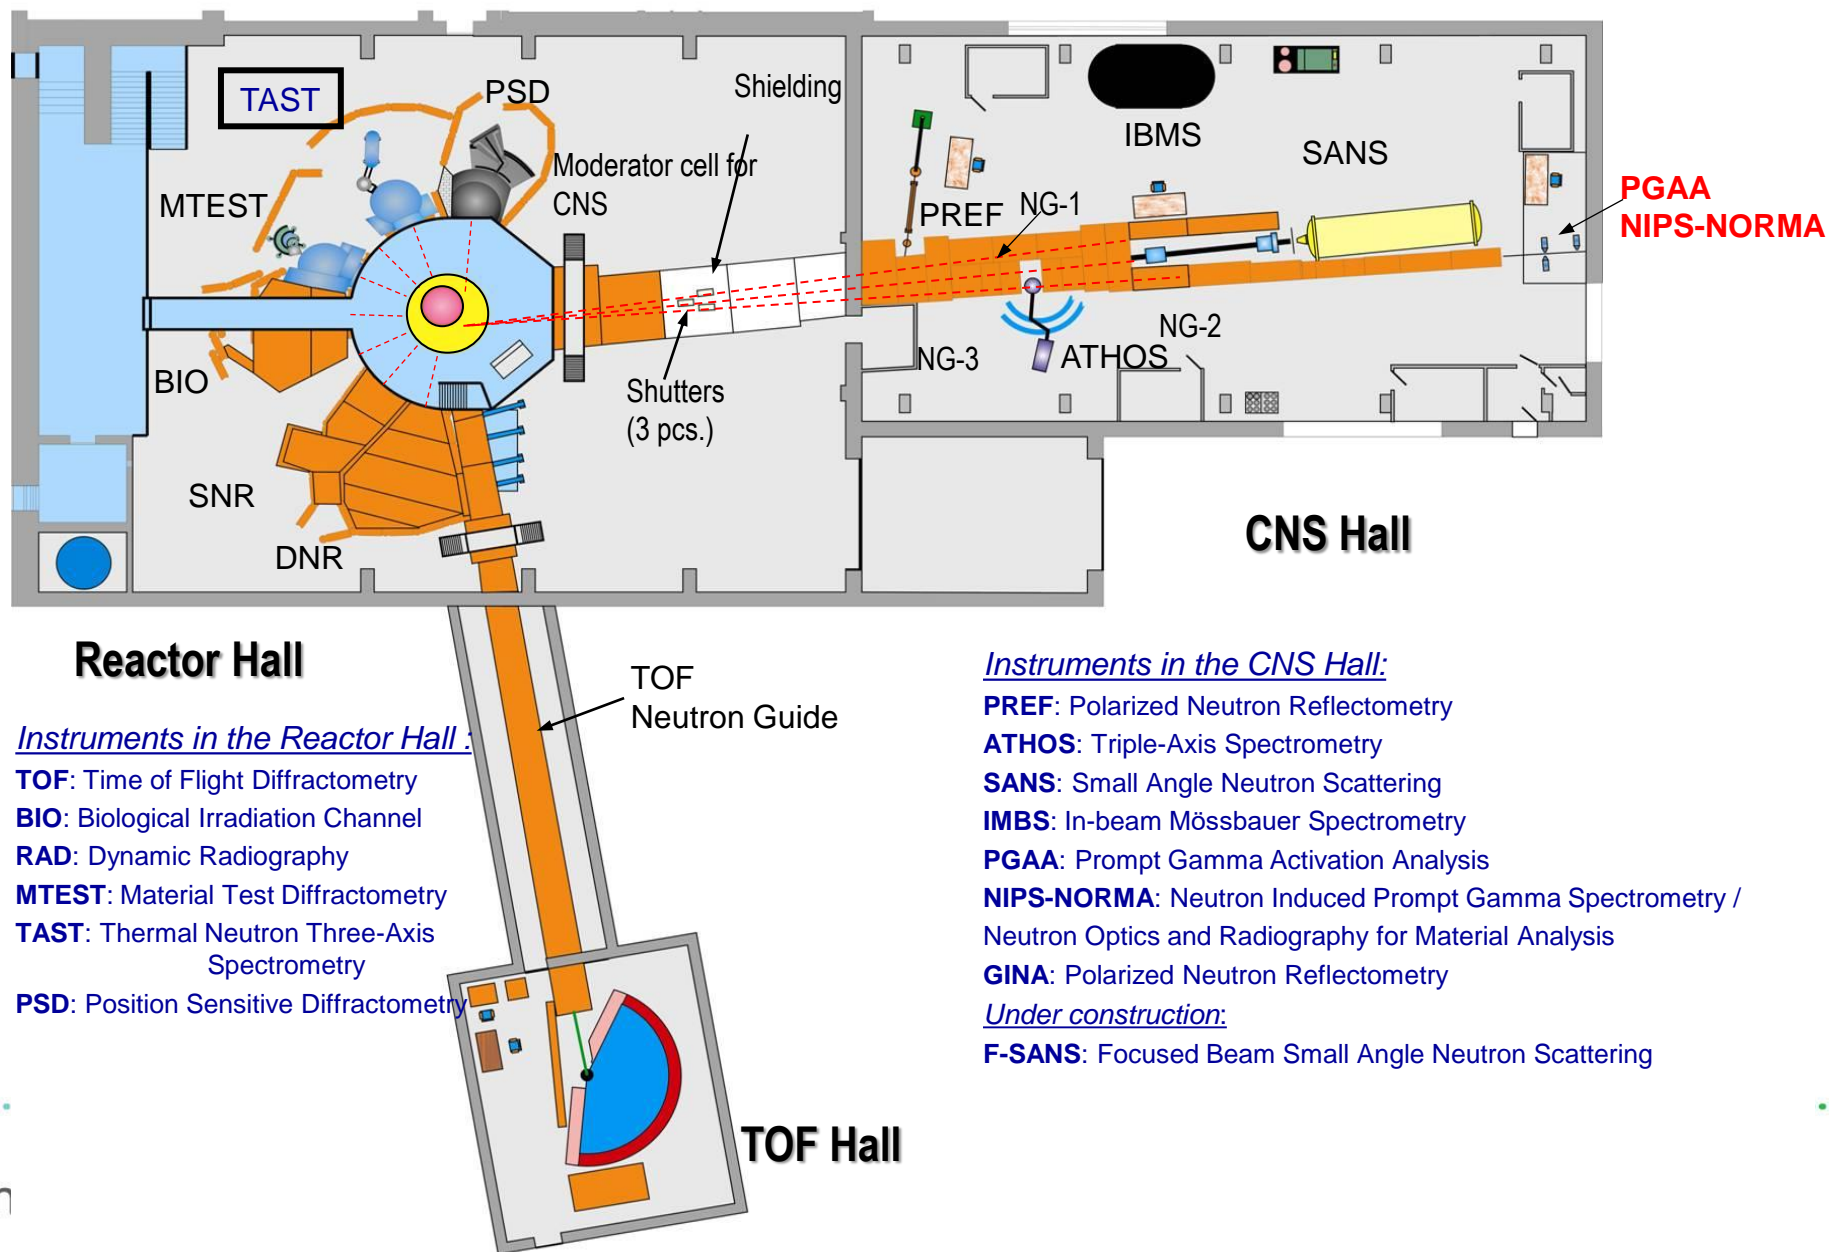 TAST
PSD
Shielding
Moderator cell for
CNS
MTEST
IBMS
SANS
PREF
NG-1
PGAA
NIPS-NORMA
BIO
Shutters
(3 pcs.)
NG-3
ATHOS
NG-2
SNR
DNR
CNS Hall
Reactor Hall
TOF
Neutron Guide
Instruments in the Reactor Hall :
TOF: Time of Flight Diffractometry
BIO: Biological Irradiation Channel
RAD: Dynamic Radiography
MTEST: Material Test Diffractometry
TAST: Thermal Neutron Three-Axis
Spectrometry
PSD: Position Sensitive Diffractometry
Instruments in the CNS Hall:
PREF: Polarized Neutron Reflectometry
ATHOS: Triple-Axis Spectrometry
SANS: Small Angle Neutron Scattering
IMBS: In-beam Mössbauer Spectrometry
PGAA: Prompt Gamma Activation Analysis
NIPS-NORMA: Neutron Induced Prompt Gamma Spectrometry /
Neutron Optics and Radiography for Material Analysis
GINA: Polarized Neutron Reflectometry
Under construction:
F-SANS: Focused Beam Small Angle Neutron Scattering
TOF Hall